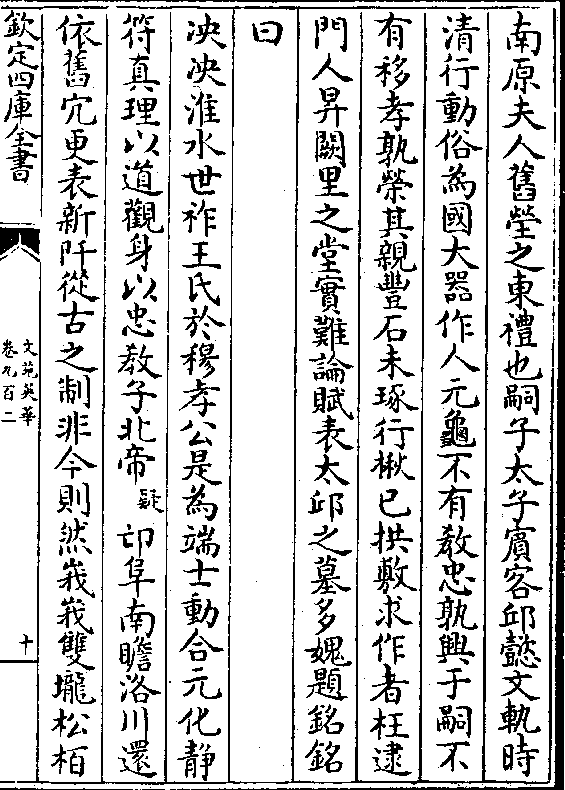 南原夫人舊塋之東禮也嗣子太子賓客邱懿文執時
清行動俗為國大器作人元龜不有教忠孰興于嗣不
有移孝孰榮其親豐石未琢行楸已拱敷求作者枉逮
門人昇闕里之堂實難論賦表太邱之墓多媿題銘銘
曰
泱泱淮水世祚王氏於穆孝公是為端士動合元化静
符真理以道觀身以忠教子北帝疑邙阜南瞻洛川還
依舊宂更表新阡從古之制非今則然峩峩雙壠松栢
欽定四庫全書
文苑英華
卷九百二
十